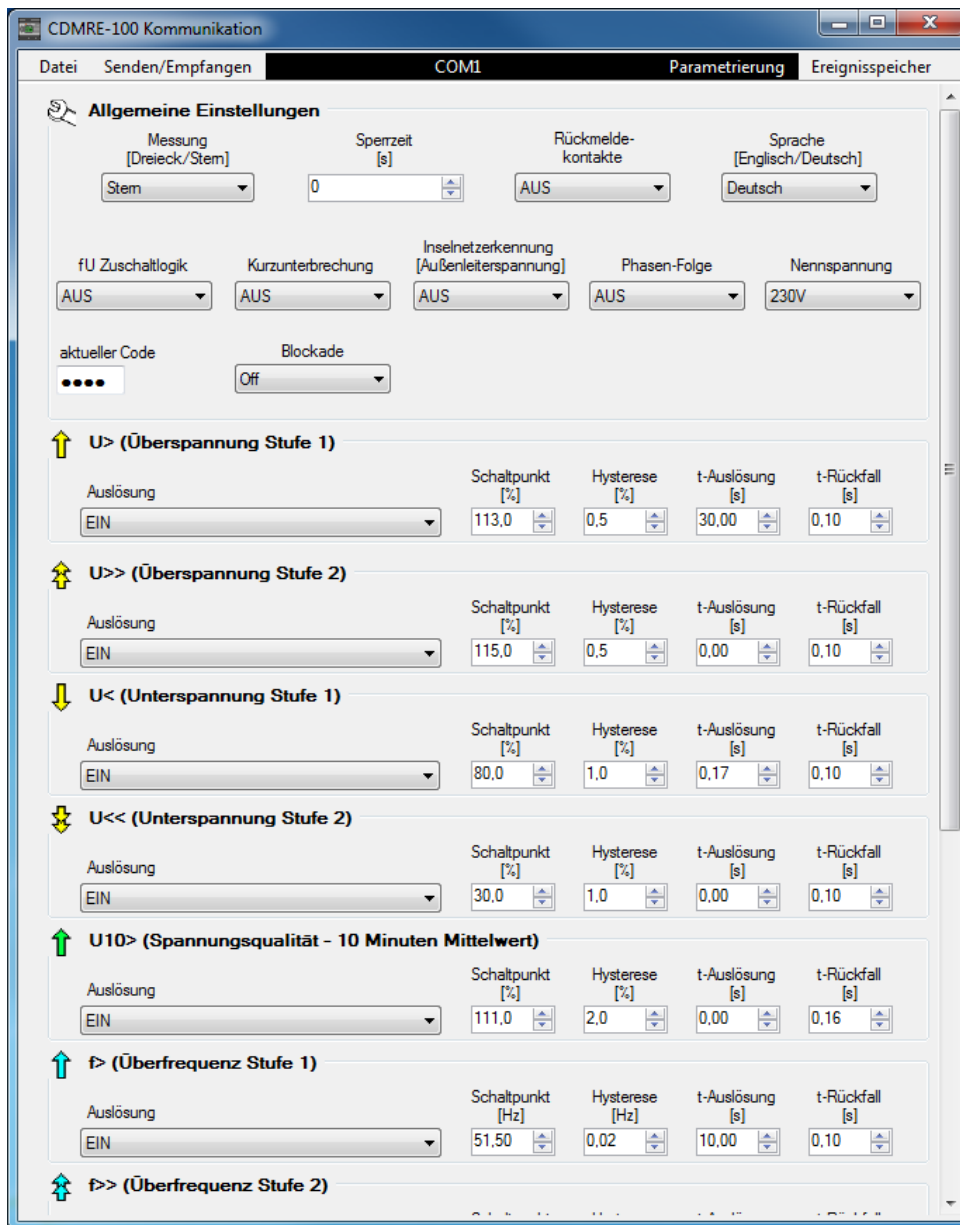 CDMRE-100 Kommunikation
Datei Senden/Empfangen COM1 Parametrierung Ereignisspeicher
Allgemeine Einstellungen
Messung
[Dreieck/Stern]
Stern
Sperrzeit
[s]
0
Rückmelde-
kontakte
AUS
Sprache
[Englisch/Deutsch]
Deutsch
fU Zuschaltlogik
AUS
Kurzunterbrechung
AUS
Inselnetzerkennung
[Außenleiterspannung]
AUS
Phasen-Folge
AUS
Nennspannung
230V
aktueller Code
••••
Blockade
Off
U> (Überspannung Stufe 1)
Auslösung
EIN
Schaltpunkt
[%]
113,0
Hysterese
[%]
0,5
t-Auslösung
[s]
30,00
t-Rückfall
[s]
0,10
U>> (Überspannung Stufe 2)
Auslösung
EIN
Schaltpunkt
[%]
115,0
Hysterese
[%]
0,5
t-Auslösung
[s]
0,00
t-Rückfall
[s]
0,10
U< (Unterspannung Stufe 1)
Auslösung
EIN
Schaltpunkt
[%]
80,0
Hysterese
[%]
1,0
t-Auslösung
[s]
0,17
t-Rückfall
[s]
0,10
U<< (Unterspannung Stufe 2)
Auslösung
EIN
Schaltpunkt
[%]
30,0
Hysterese
[%]
1,0
t-Auslösung
[s]
0,00
t-Rückfall
[s]
0,10
U10> (Spannungsqualität - 10 Minuten Mittelwert)
Auslösung
EIN
Schaltpunkt
[%]
111,0
Hysterese
[%]
2,0
t-Auslösung
[s]
0,00
t-Rückfall
[s]
0,16
f> (Überfrequenz Stufe 1)
Auslösung
EIN
Schaltpunkt
[Hz]
51,50
Hysterese
[Hz]
0,02
t-Auslösung
[s]
10,00
t-Rückfall
[s]
0,10
f>> (Überfrequenz Stufe 2)